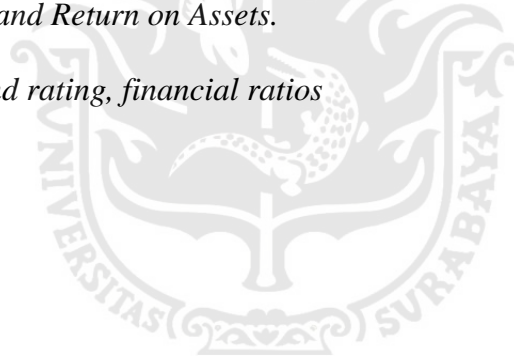 and Return on Assets.
d rating, financial ratios
UNIVERSITAS SURABAYA